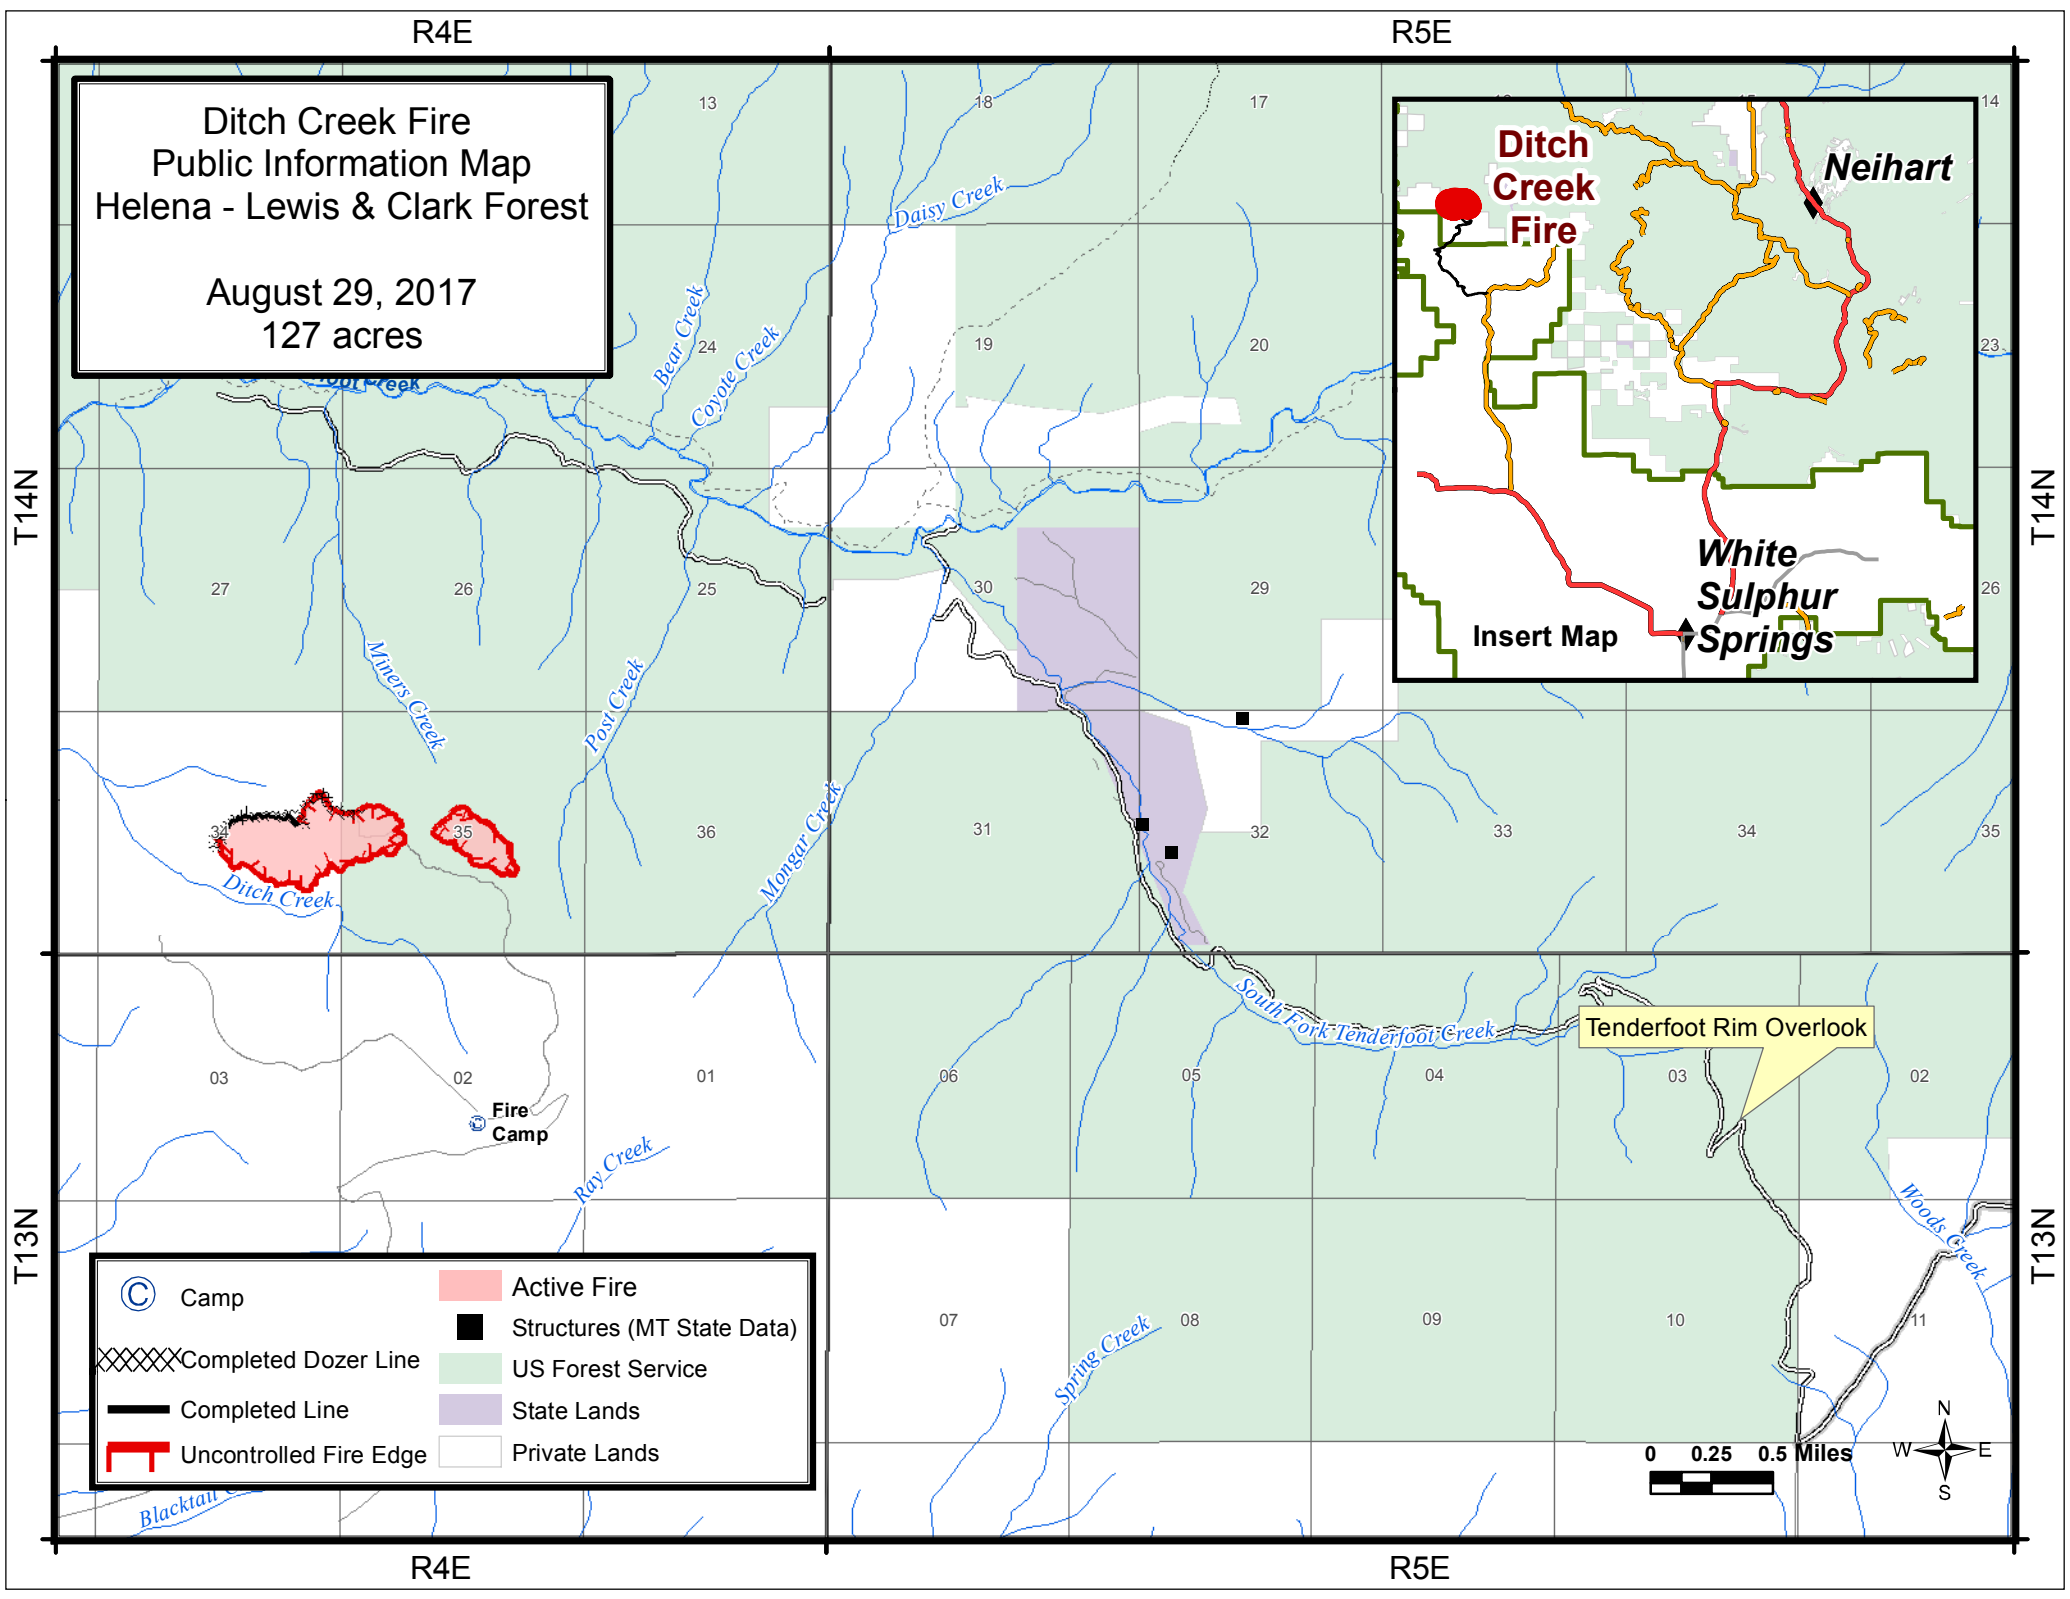 R4E
R5E
Ditch Creek Fire
Public Information Map
Helena - Lewis & Clark Forest
August 29, 2017
127 acres
13
18
17
14
Ditch
Creek
Fire
Neihart
White
Sulphur
Springs
Insert Map
Daisy Creek
Bear Creek
Coyote Creek
24
19
20
23
Creek
T14N
T14N
27
26
25
30
29
26
Miners Creek
Post Creek
Mongar Creek
34
35
36
31
32
33
34
35
Ditch Creek
South Fork Tenderfoot Creek
Tenderfoot Rim Overlook
03
02
01
06
05
04
03
02
Fire
Camp
Ray Creek
Woods Creek
T13N
T13N
07
08
09
10
11
Spring Creek
Camp
Completed Dozer Line
Completed Line
Uncontrolled Fire Edge
Active Fire
Structures (MT State Data)
US Forest Service
State Lands
Private Lands
Blacktail
0 0.25 0.5 Miles
N
W E
S
R4E
R5E